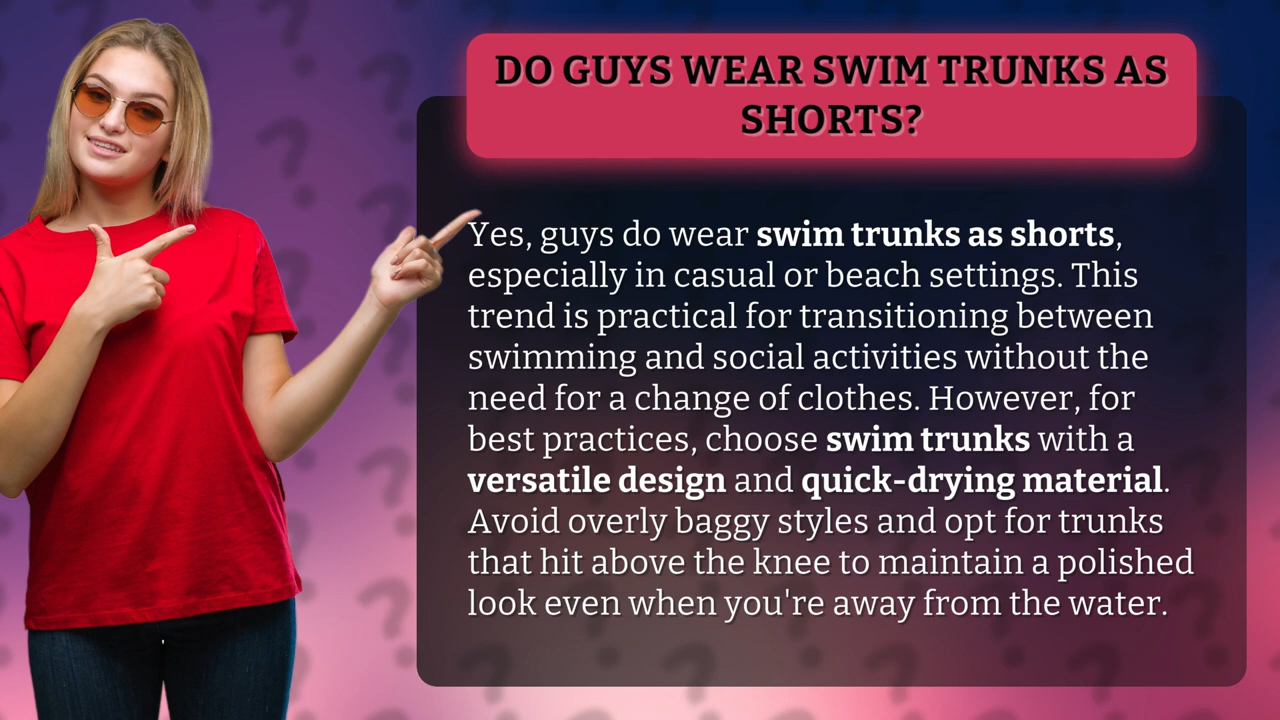 DO GUYS WEAR SWIM TRUNKS AS
SHORTS?
Yes, guys do wear swim trunks as shorts,
especially in casual or beach settings. This
trend is practical for transitioning between
swimming and social activities without the
need for a change of clothes. However, for
best practices, choose swim trunks with a
versatile design and quick-drying material.
Avoid overly baggy styles and opt for trunks
that hit above the knee to maintain a polished
look even when you're away from the water.